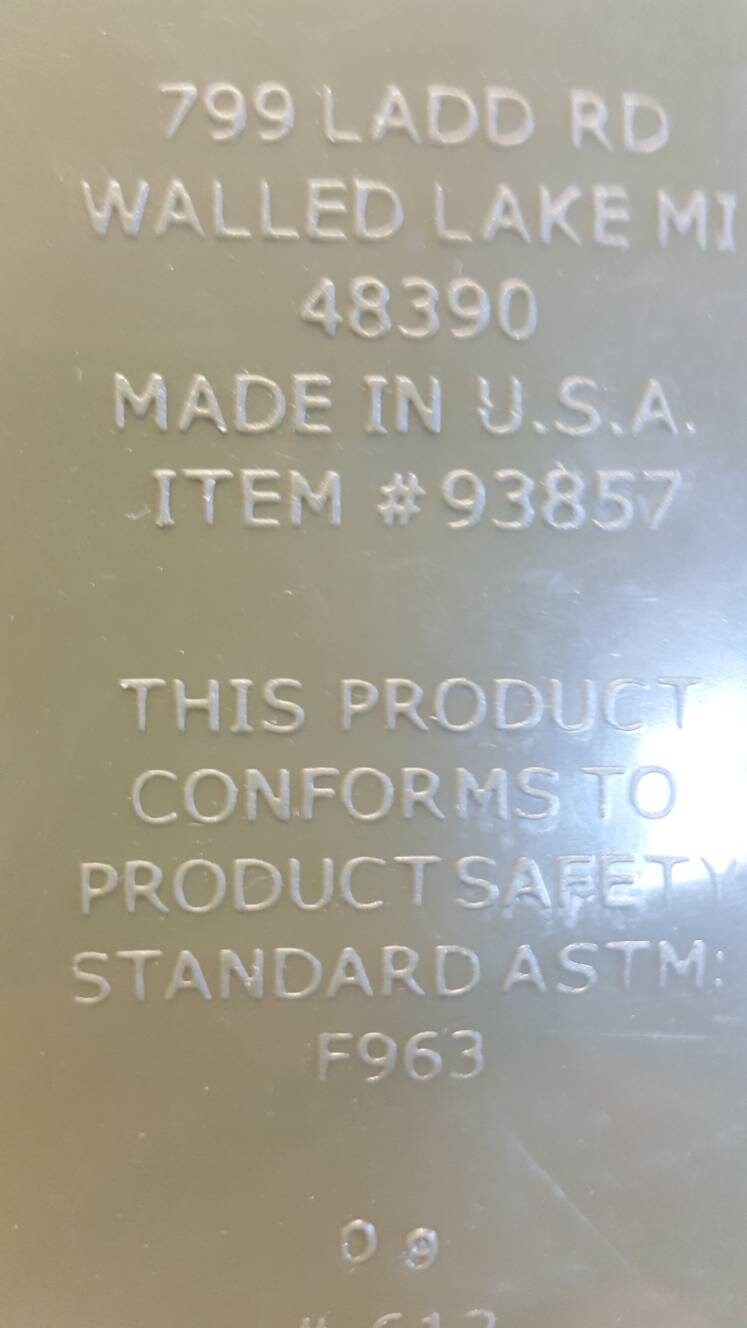 799 LADD RD
WALLED LAKE MI
48390
MADE IN U.S.A.
ITEM #93857
THIS PRODUCT
CONFORMS TO
PRODUCT SAFETY
STANDARD ASTM:
F963